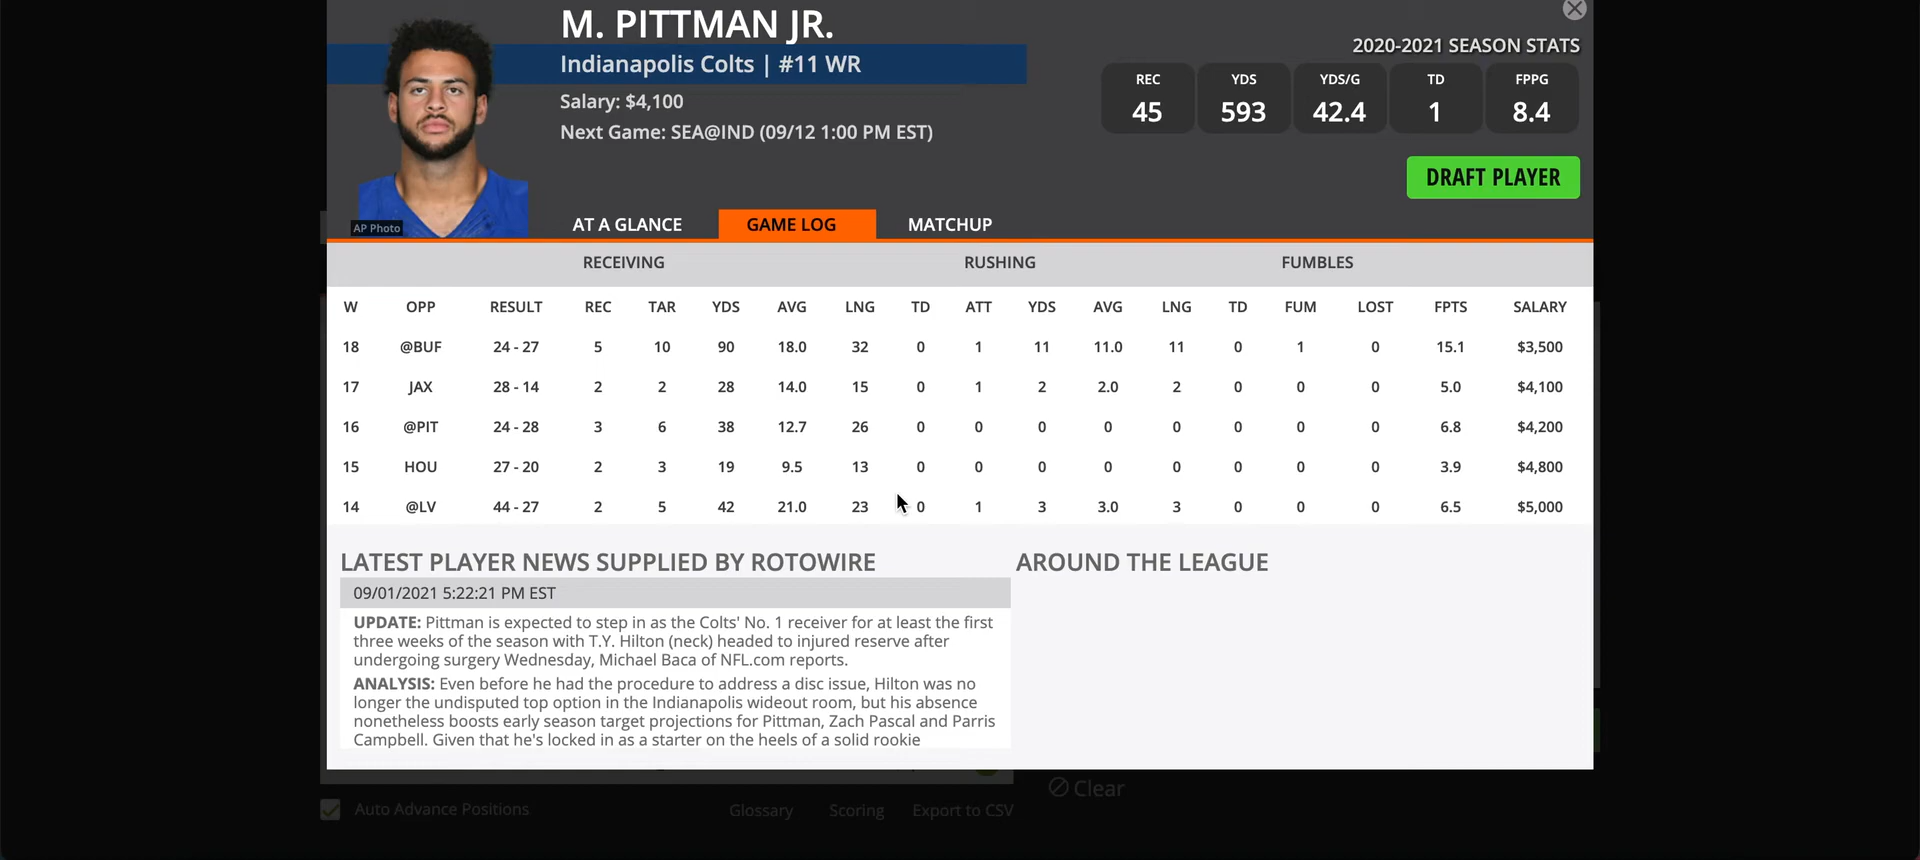 M. PITTMAN JR.
Indianapolis Colts | #11 WR
Salary: $4,100
Next Game: SEA@IND (09/12 1:00 PM EST)
2020-2021 SEASON STATS
REC YDS YDS/G TD FPPG
45 593 42.4 1 8.4
DRAFT PLAYER
AP Photo
AT A GLANCE GAME LOG MATCHUP
RECEIVING RUSHING FUMBLES
W OPP RESULT REC TAR YDS AVG LNG TD ATT YDS AVG LNG TD FUM LOST FPTS SALARY
18 @BUF 24 - 27 5 10 90 18.0 32 0 1 11 11.0 11 0 1 0 15.1 $3,500
17 JAX 28 - 14 2 2 28 14.0 15 0 1 2 2.0 2 0 0 0 5.0 $4,100
16 @PIT 24 - 28 3 6 38 12.7 26 0 0 0 0 0 0 0 0 6.8 $4,200
15 HOU 27 - 20 2 3 19 9.5 13 0 0 0 0 0 0 0 0 3.9 $4,800
14 @LV 44 - 27 2 5 42 21.0 23 0 1 3 3.0 3 0 0 0 6.5 $5,000
LATEST PLAYER NEWS SUPPLIED BY ROTOWIRE
09/01/2021 5:22:21 PM EST
UPDATE: Pittman is expected to step in as the Colts' No. 1 receiver for at least the first
three weeks of the season with T.Y. Hilton (neck) headed to injured reserve after
undergoing surgery Wednesday, Michael Baca of NFL.com reports.
ANALYSIS: Even before he had the procedure to address a disc issue, Hilton was no
longer the undisputed top option in the Indianapolis wideout room, but his absence
nonetheless boosts early season target projections for Pittman, Zach Pascal and Parris
Campbell. Given that he's locked in as a starter on the heels of a solid rookie
AROUND THE LEAGUE
Auto Advance Positions
Glossary Scoring Export to CSV
Clear